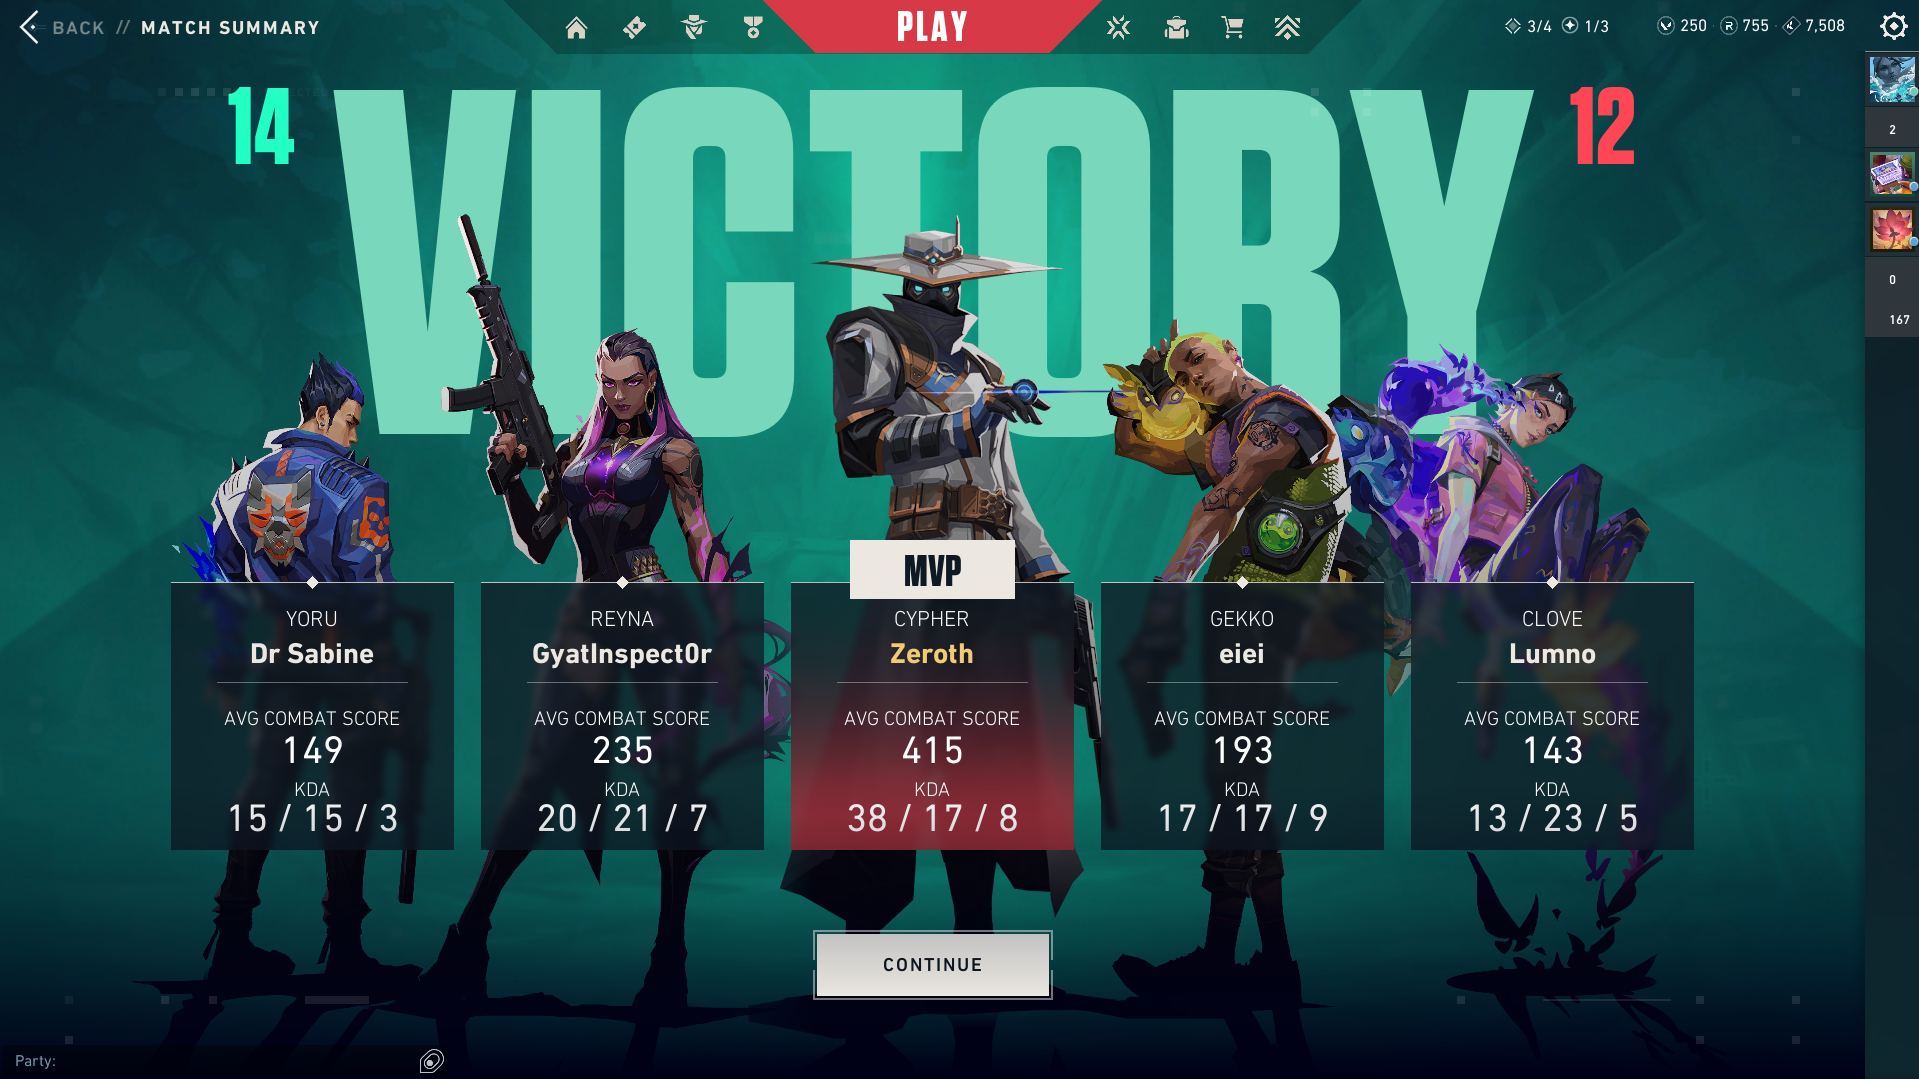 BACK // MATCH SUMMARY
PLAY
3/4 1/3 250 755 7,508
14 VICTORY 12
2
0
167
MVP
YORU
Dr Sabine
AVG COMBAT SCORE
149
KDA
15 / 15 / 3
REYNA
GyatInspect0r
AVG COMBAT SCORE
235
KDA
20 / 21 / 7
CYPHER
Zeroth
AVG COMBAT SCORE
415
KDA
38 / 17 / 8
GEKKO
eiei
AVG COMBAT SCORE
193
KDA
17 / 17 / 9
CLOVE
Lumno
AVG COMBAT SCORE
143
KDA
13 / 23 / 5
CONTINUE
Party: